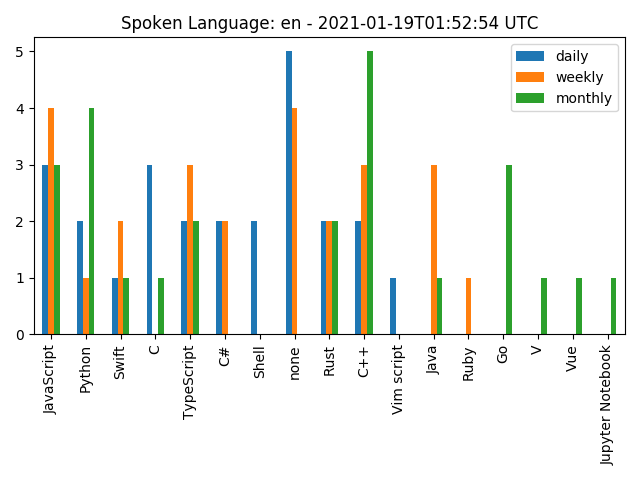 Spoken Language: en - 2021-01-19T01:52:54 UTC
daily
weekly
monthly
5
4
3
2
1
0
JavaScript
Python
Swift
C
TypeScript
C#
Shell
none
Rust
C++
Vim script
Java
Ruby
Go
V
Vue
Jupyter Notebook